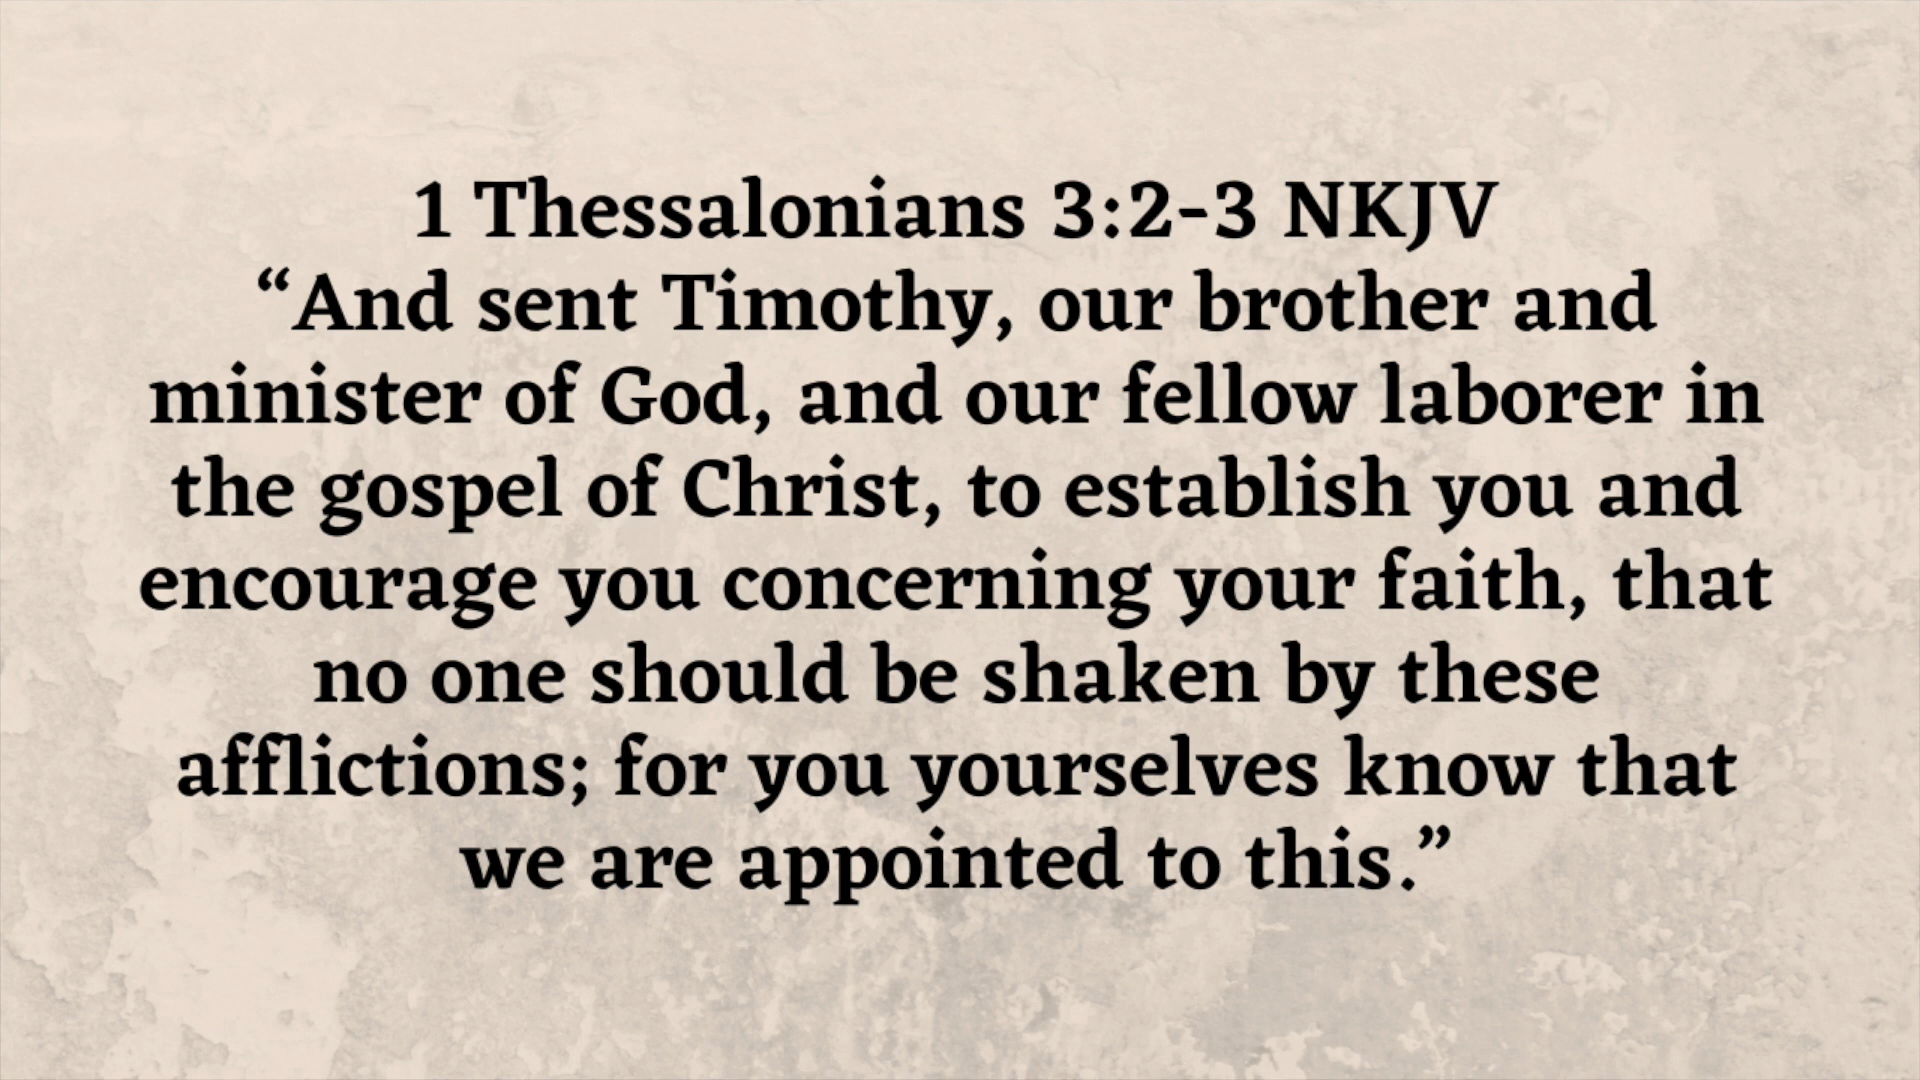 1 Thessalonians 3:2-3 NKJV
“And sent Timothy, our brother and
minister of God, and our fellow laborer in
the gospel of Christ, to establish you and
encourage you concerning your faith, that
no one should be shaken by these
afflictions; for you yourselves know that
we are appointed to this.”